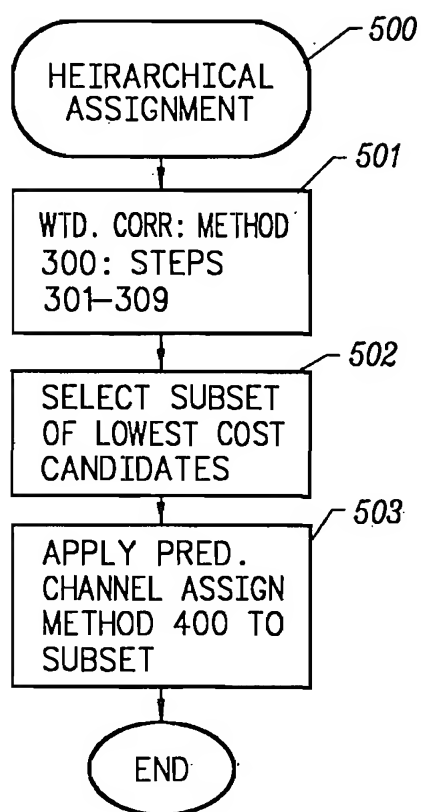 500
HEIRARCHICAL
ASSIGNMENT
501
WTD. CORR: METHOD
300: STEPS
301–309
502
SELECT SUBSET
OF LOWEST COST
CANDIDATES
503
APPLY PRED.
CHANNEL ASSIGN
METHOD 400 TO
SUBSET
END